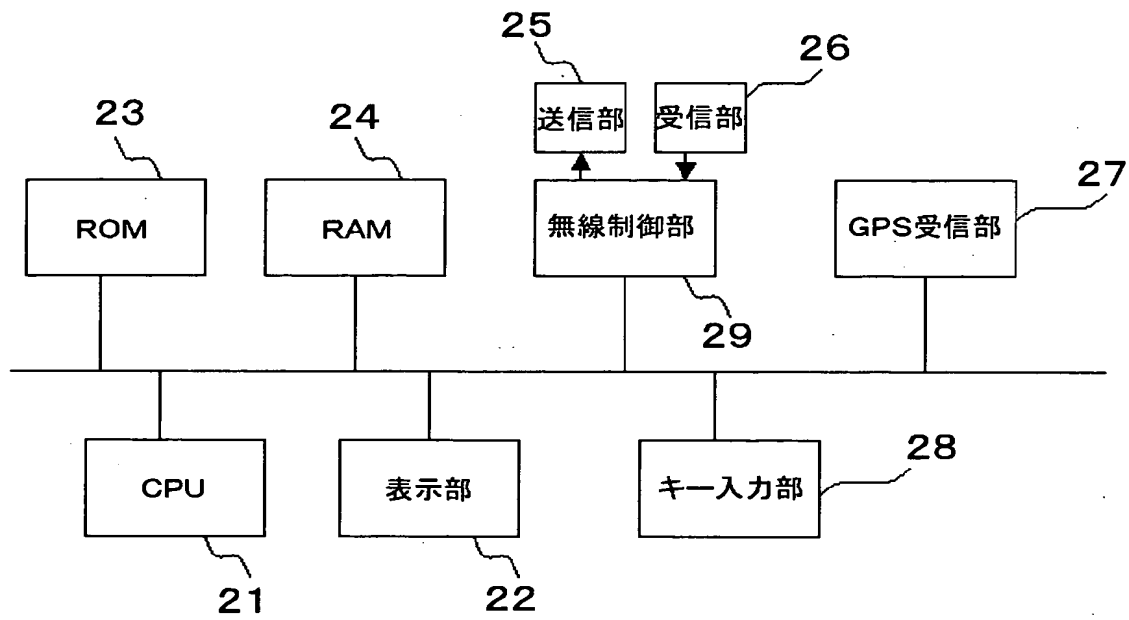 25
26
23
24
送信部
受信部
27
ROM
RAM
無線制御部
GPS受信部
29
28
CPU
表示部
キー入力部
21
22